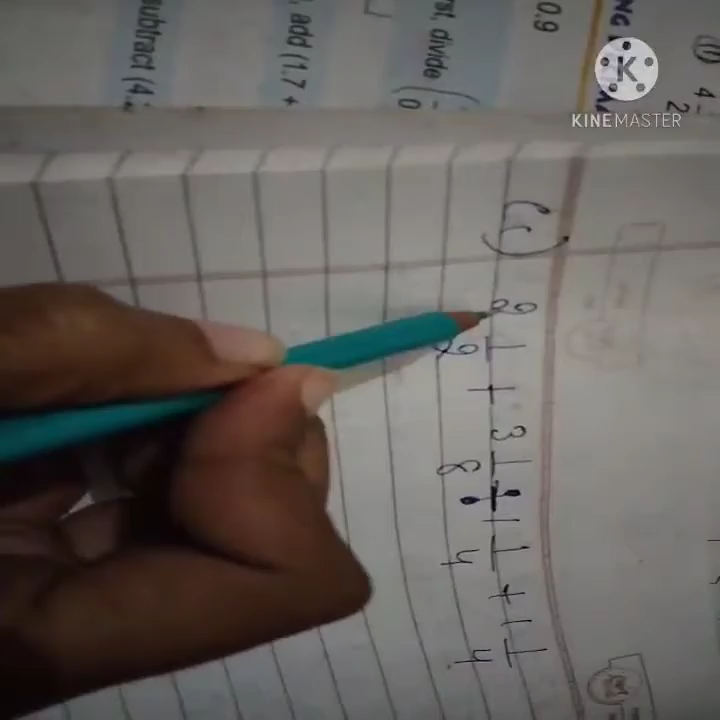 KINEMASTER
0.9
rst, divide
, add (1.7 +
subtract (4.
(c) 2 1/2 + 3 1/8 ÷ 1 1/4 + 1 1/4